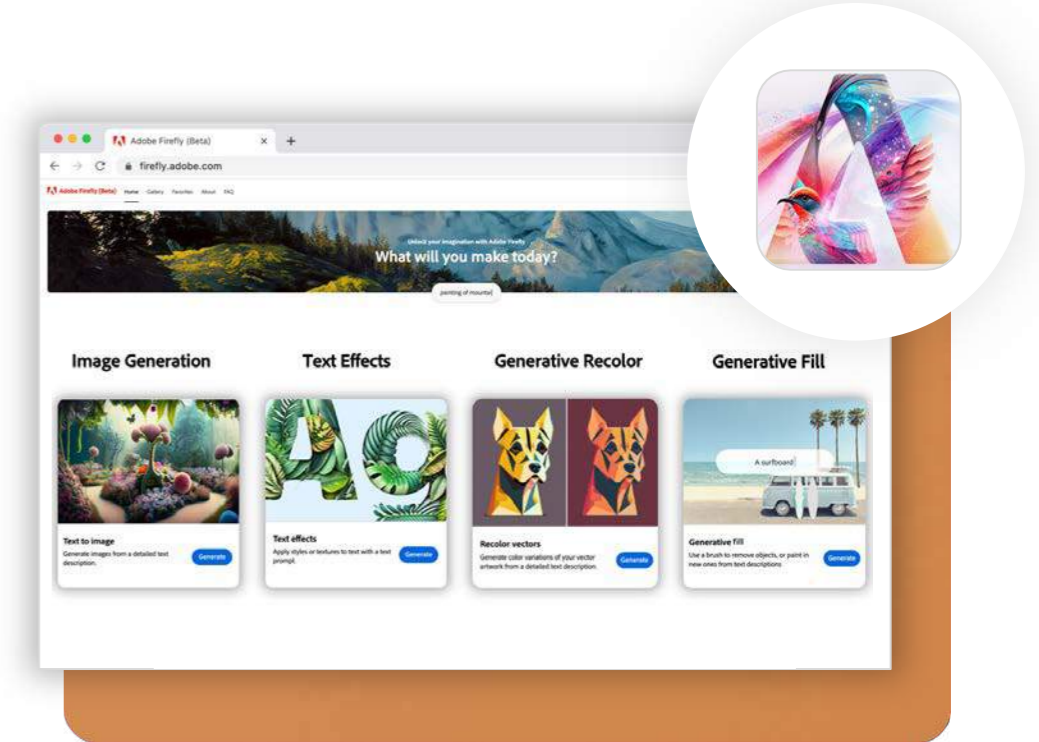 Adobe Firefly (Beta)
firefly.adobe.com
Adobe Firefly (Beta) Home Gallery Favorites About FAQ
Unlock your imagination with Adobe Firefly
What will you make today?
painting of mountai
Image Generation Text Effects Generative Recolor Generative Fill
Ao
A surfboard
Text to image
Generate images from a detailed text
description.
Generate
Text effects
Apply styles or textures to text with a text
prompt.
Generate
Recolor vectors
Generate color variations of your vector
artwork from a detailed text description.
Generate
Generative fill
Use a brush to remove objects, or paint in
new ones from text descriptions
Generate